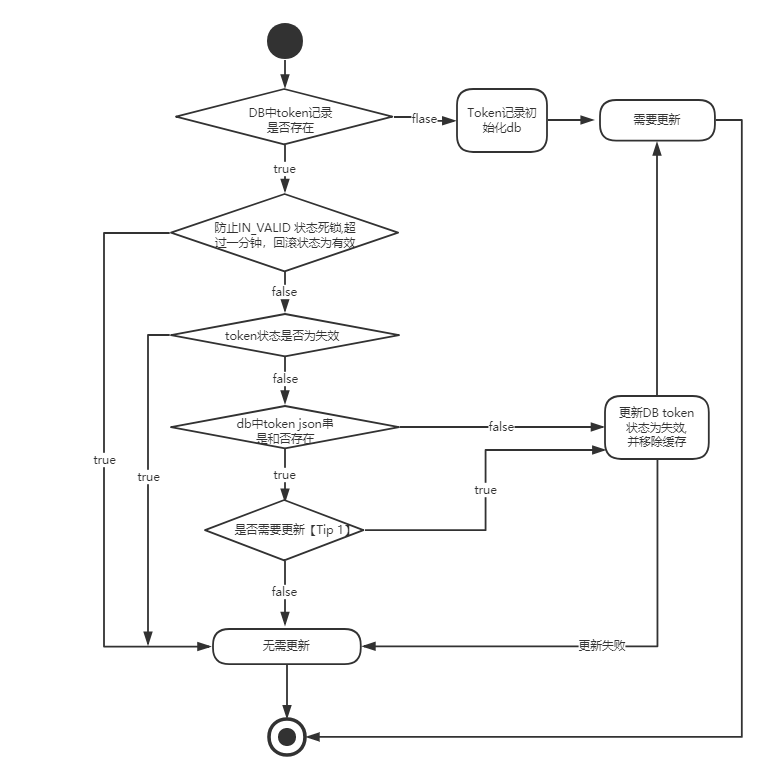 DB中token记录
是否存在
flase
Token记录初
始化db
需要更新
true
防止IN_VALID 状态死锁,超
过一分钟，回滚状态为有效
false
token状态是否为失效
false
db中token json串
是和否存在
false
更新DB token
状态为失效,
并移除缓存
true
true
true
true
是否需要更新【Tip 1】
false
无需更新
更新失败